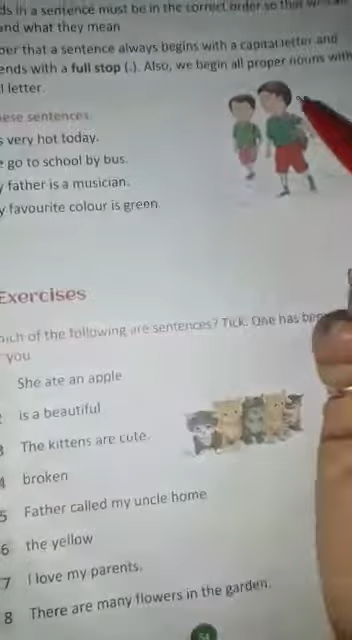 ds in a sentence must be in the correct order so that
and what they mean
ber that a sentence always begins with a capital letter and
ends with a full stop (.). Also, we begin all proper nouns with
l letter.
ese sentences.
s very hot today.
e go to school by bus.
y father is a musician.
y favourite colour is green.
Exercises
hich of the following are sentences? Tick. One has been
you
She ate an apple
is a beautiful
3 The kittens are cute.
4 broken
5 Father called my uncle home
6 the yellow
7 I love my parents.
8 There are many flowers in the garden.
54